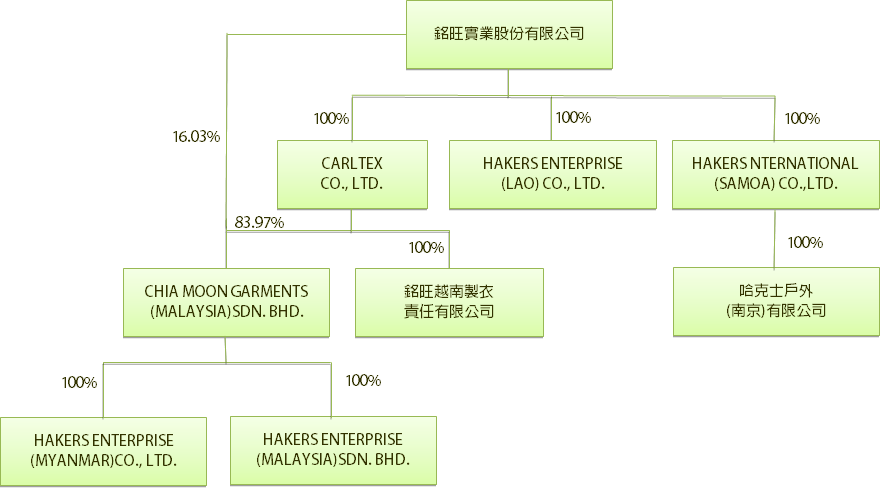 銘旺實業股份有限公司
16.03%
100%
100%
100%
CARLTEX
CO., LTD.
HAKERS ENTERPRISE
(LAO) CO., LTD.
HAKERS NTERNATIONAL
(SAMOA) CO.,LTD.
83.97%
100%
100%
CHIA MOON GARMENTS
(MALAYSIA)SDN. BHD.
銘旺越南製衣
責任有限公司
哈克士戶外
(南京)有限公司
100%
100%
HAKERS ENTERPRISE
(MYANMAR)CO., LTD.
HAKERS ENTERPRISE
(MALAYSIA)SDN. BHD.